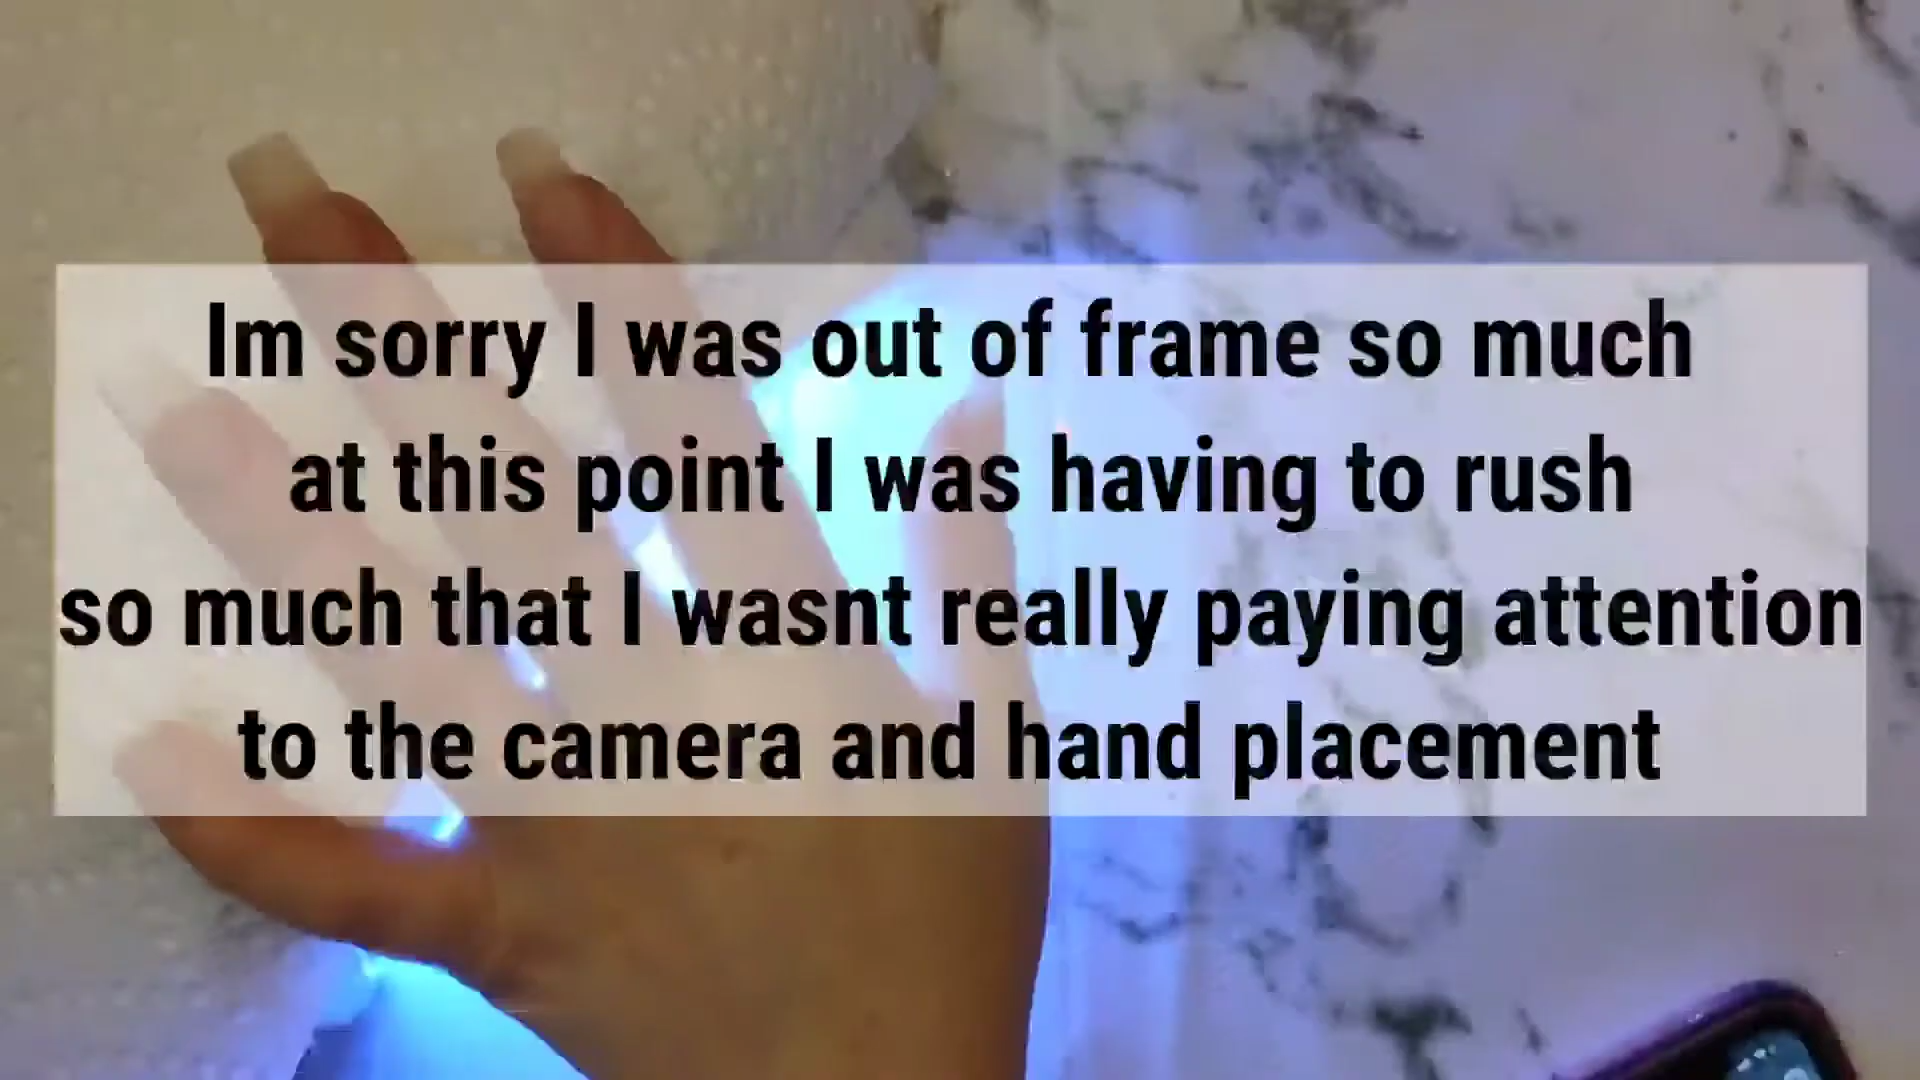 Im sorry I was out of frame so much
at this point I was having to rush
so much that I wasnt really paying attention
to the camera and hand placement